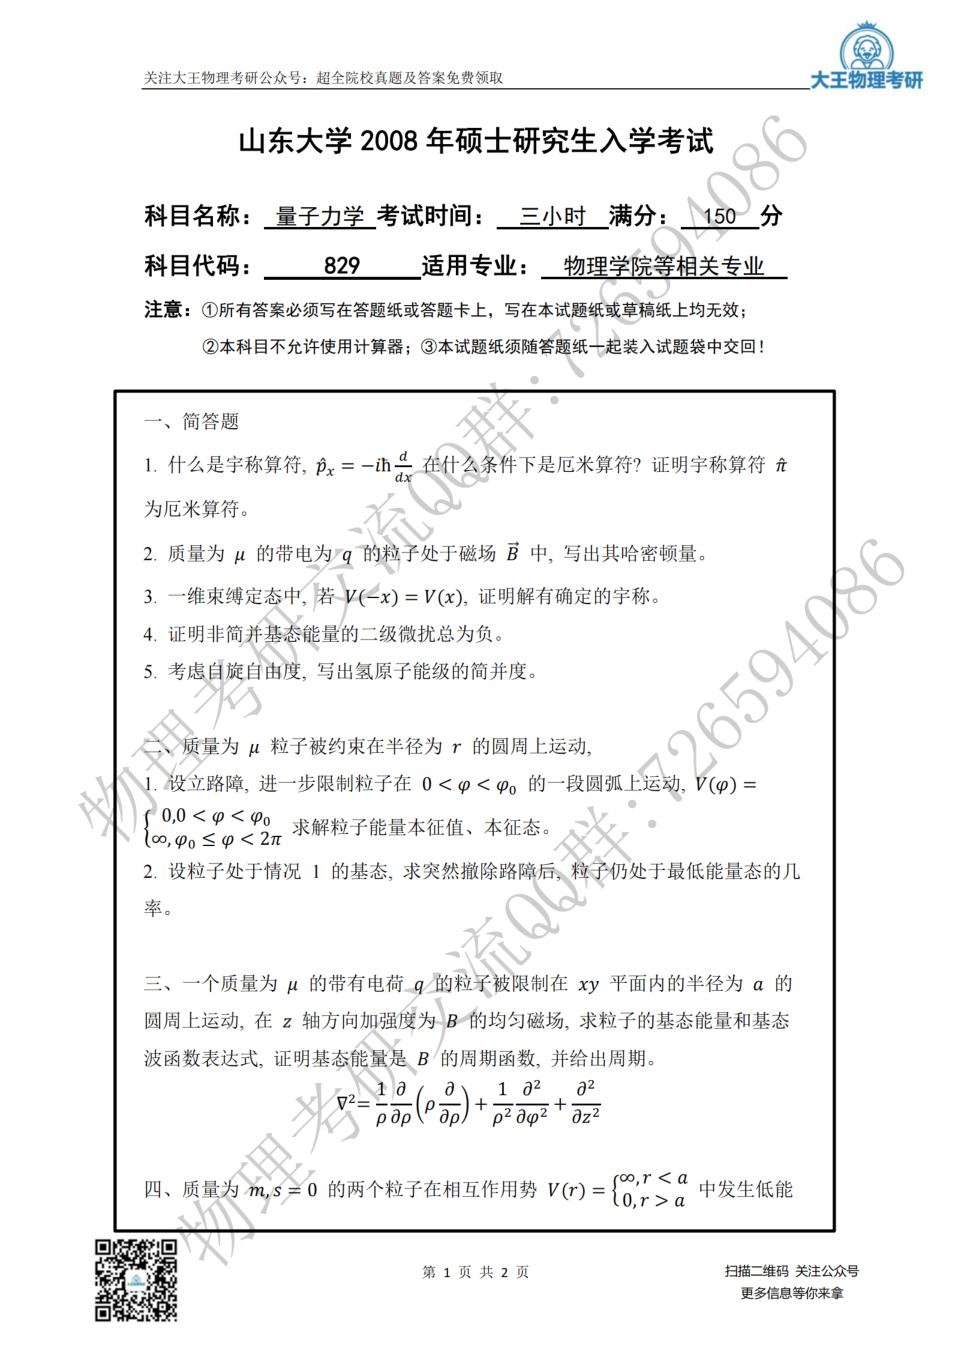 关注大王物理考研公众号：超全院校真题及答案免费领取
大王物理考研
山东大学 2008 年硕士研究生入学考试
科目名称： 量子力学 考试时间： 三小时 满分： 150 分
科目代码： 829 适用专业： 物理学院等相关专业
注意：①所有答案必须写在答题纸或答题卡上，写在本试题纸或草稿纸上均无效；
②本科目不允许使用计算器；③本试题纸须随答题纸一起装入试题袋中交回！
一、简答题
1. 什么是宇称算符, p̂ₓ = −iħ d/dx 在什么条件下是厄米算符? 证明宇称算符 π̂
为厄米算符。
2. 质量为 μ 的带电为 q 的粒子处于磁场 B⃗ 中, 写出其哈密顿量。
3. 一维束缚定态中, 若 V(−x) = V(x), 证明解有确定的宇称。
4. 证明非简并基态能量的二级微扰总为负。
5. 考虑自旋自由度, 写出氢原子能级的简并度。
二、质量为 μ 粒子被约束在半径为 r 的圆周上运动,
1. 设立路障, 进一步限制粒子在 0 < φ < φ₀ 的一段圆弧上运动, V(φ) =
{0,0 < φ < φ₀
∞, φ₀ ≤ φ < 2π 求解粒子能量本征值、本征态。
2. 设粒子处于情况 1 的基态, 求突然撤除路障后, 粒子仍处于最低能量态的几
率。
三、一个质量为 μ 的带有电荷 q 的粒子被限制在 xy 平面内的半径为 a 的
圆周上运动, 在 z 轴方向加强度为 B 的均匀磁场, 求粒子的基态能量和基态
波函数表达式, 证明基态能量是 B 的周期函数, 并给出周期。
∇² = 1/ρ ∂/∂ρ (ρ ∂/∂ρ) + 1/ρ² ∂²/∂φ² + ∂²/∂z²
四、质量为 m, s = 0 的两个粒子在相互作用势 V(r) = {∞, r < a
0, r > a 中发生低能
物理考研交流QQ群：726594086
物理考研交流QQ群：726594086
第 1 页 共 2 页
扫描二维码 关注公众号
更多信息等你来拿